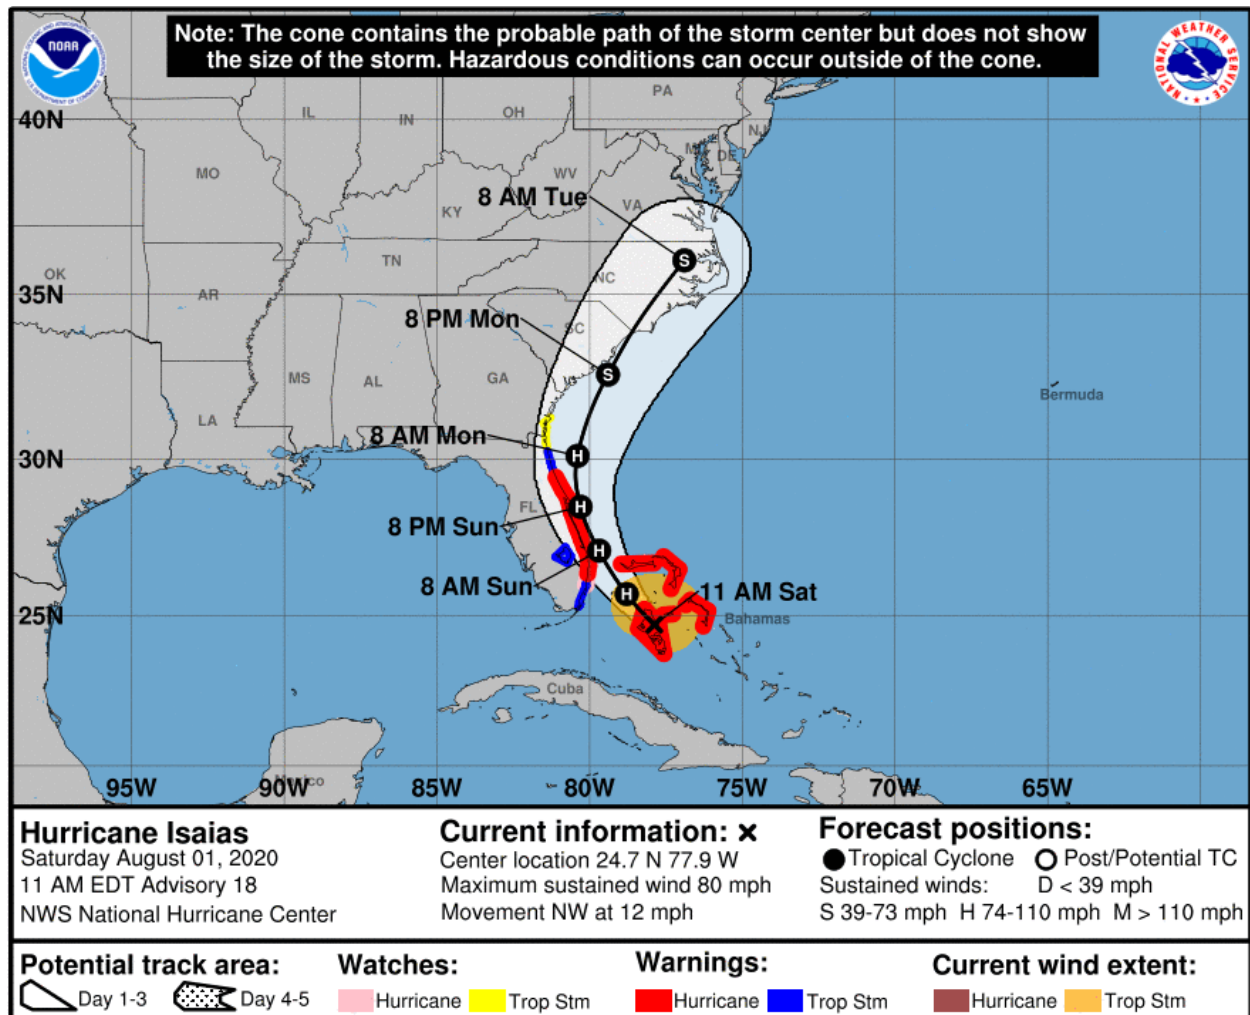 Note: The cone contains the probable path of the storm center but does not show
the size of the storm. Hazardous conditions can occur outside of the cone.
NOAA
NATIONAL WEATHER SERVICE
PA
40N
IL
IN
OH
NJ
DE
MO
WV
8 AM Tue
VA
KY
S
OK
TN
NC
35N
AR
8 PM Mon
SC
S
MS
AL
GA
Bermuda
LA
8 AM Mon
H
30N
FL
H
8 PM Sun
H
8 AM Sun
H
11 AM Sat
25N
Bahamas
Cuba
Mexico
95W
90W
85W
80W
75W
70W
65W
Hurricane Isaias
Saturday August 01, 2020
11 AM EDT Advisory 18
NWS National Hurricane Center
Current information: x
Center location 24.7 N 77.9 W
Maximum sustained wind 80 mph
Movement NW at 12 mph
Forecast positions:
Tropical Cyclone Post/Potential TC
Sustained winds: D < 39 mph
S 39-73 mph H 74-110 mph M > 110 mph
Potential track area:
Day 1-3 Day 4-5
Watches:
Hurricane Trop Stm
Warnings:
Hurricane Trop Stm
Current wind extent:
Hurricane Trop Stm